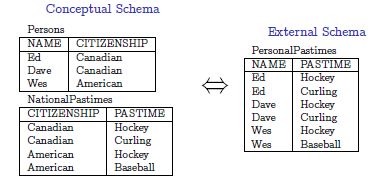 Conceptual Schema
Persons
NAME CITIZENSHIP
Ed Canadian
Dave Canadian
Wes American
NationalPastimes
CITIZENSHIP PASTIME
Canadian Hockey
Canadian Curling
American Hockey
American Baseball
⇔
External Schema
PersonalPastimes
NAME PASTIME
Ed Hockey
Ed Curling
Dave Hockey
Dave Curling
Wes Hockey
Wes Baseball